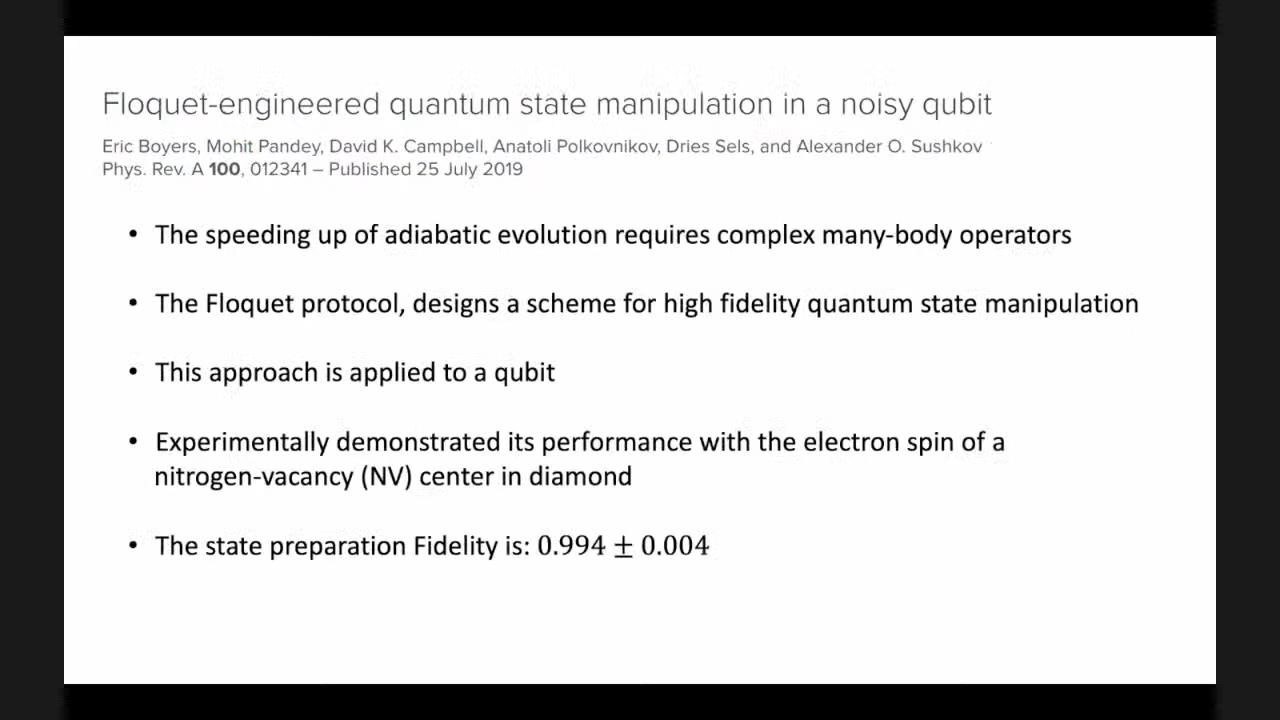 Floquet-engineered quantum state manipulation in a noisy qubit
Eric Boyers, Mohit Pandey, David K. Campbell, Anatoli Polkovnikov, Dries Sels, and Alexander O. Sushkov
Phys. Rev. A 100, 012341 – Published 25 July 2019
• The speeding up of adiabatic evolution requires complex many-body operators
• The Floquet protocol, designs a scheme for high fidelity quantum state manipulation
• This approach is applied to a qubit
• Experimentally demonstrated its performance with the electron spin of a
nitrogen-vacancy (NV) center in diamond
• The state preparation Fidelity is: 0.994 ± 0.004